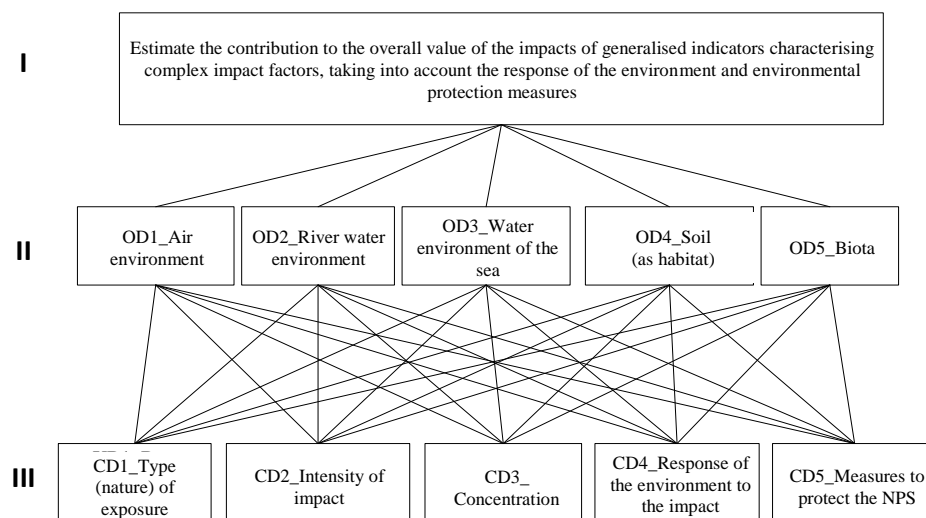 I
Estimate the contribution to the overall value of the impacts of generalised indicators characterising
complex impact factors, taking into account the response of the environment and environmental
protection measures
II
OD1_Air
environment
OD2_River water
environment
OD3_Water
environment of the
sea
OD4_Soil
(as habitat)
OD5_Biota
III
CD1_Type
(nature) of
exposure
CD2_Intensity of
impact
CD3_
Concentration
CD4_Response of
the environment to
the impact
CD5_Measures to
protect the NPS